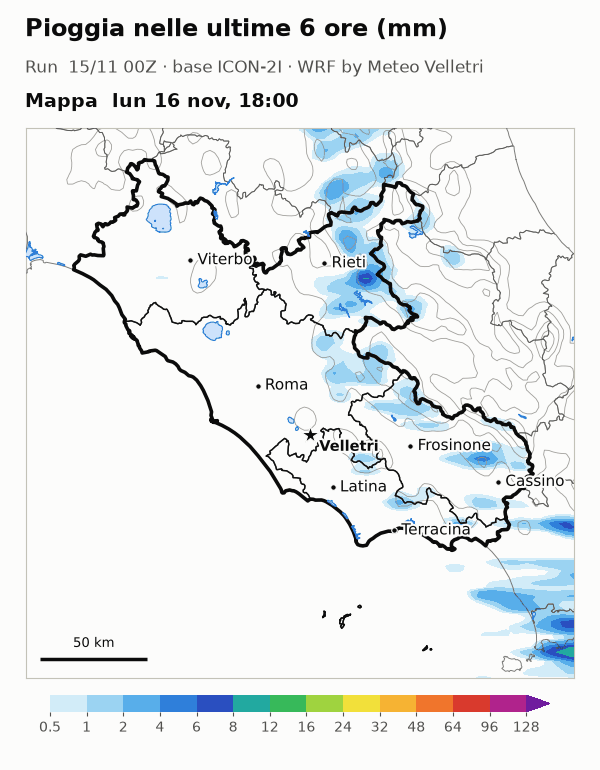 Pioggia nelle ultime 6 ore (mm)
Run  15/11 00Z · base ICON-2I · WRF by Meteo Velletri
Mappa  lun 16 nov, 18:00
Viterbo
Rieti
Roma
Velletri
Frosinone
Cassino
Latina
Terracina
50 km
0.5 1 2 4 6 8 12 16 24 32 48 64 96 128